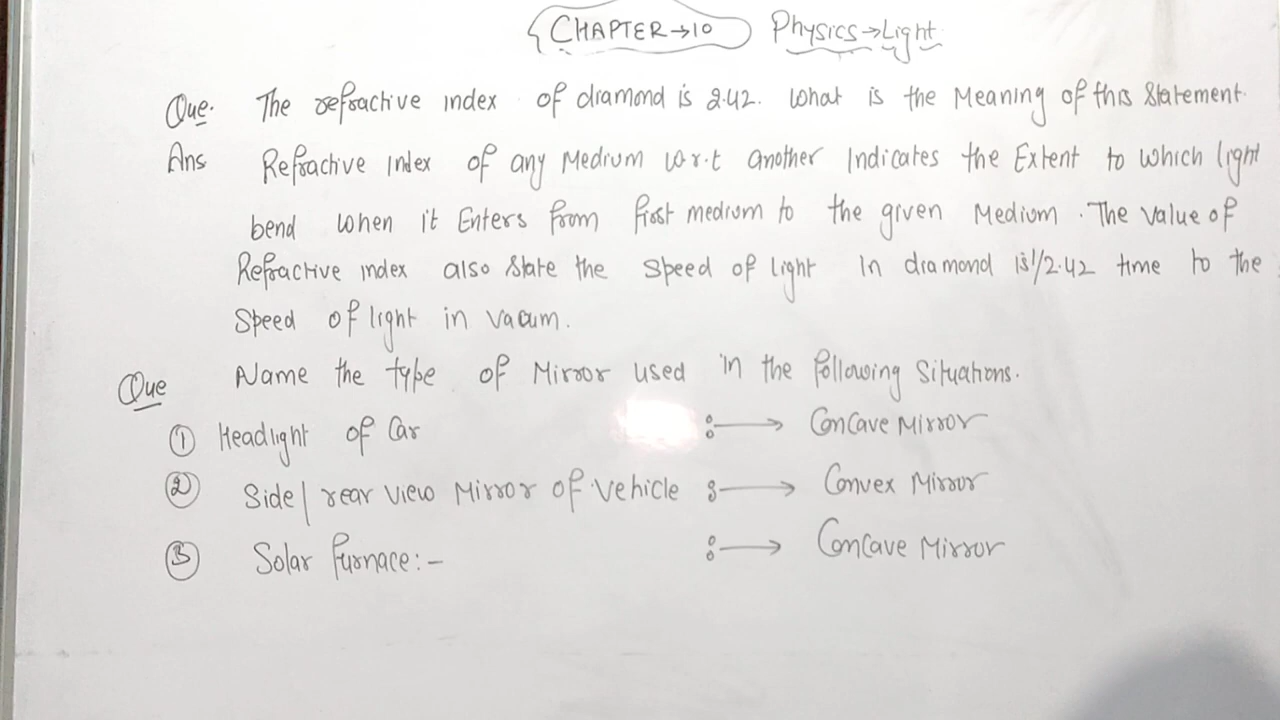 CHAPTER→10 Physics→Light
Que. The refractive index of diamond is 2.42. What is the Meaning of this Statement.
Ans Refractive Index of any Medium w.r.t another Indicates the Extent to which light
bend when it Enters from first medium to the given Medium. The value of
Refractive index also state the speed of light in diamond is 1/2.42 time to the
Speed of light in vacum.
Que Name the type of Mirror used in the following Situations.
① Headlight of Car :→ Concave Mirror
② Side/rear view Mirror of vehicle :→ Convex Mirror
③ Solar furnace:- :→ Concave Mirror